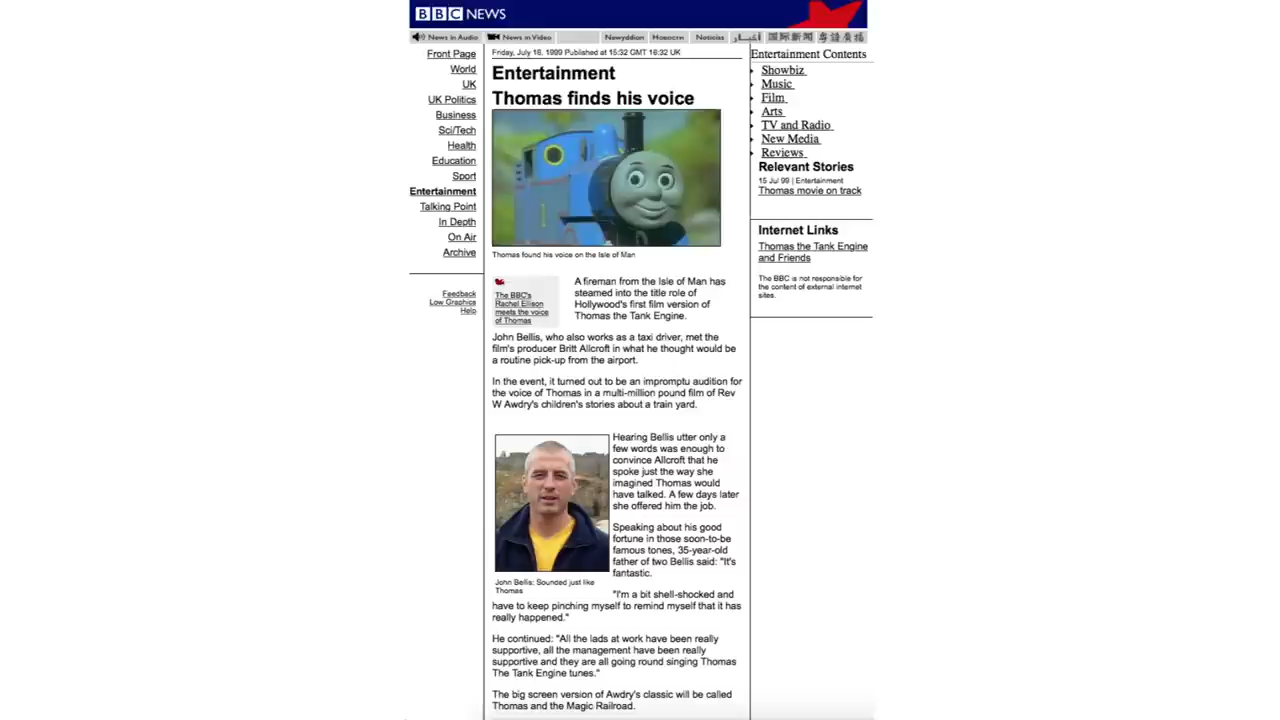 BBC NEWS
News in Audio News in Video Newyddion Новости Noticias أخبار 国际新闻 粵語廣播
Front Page
World
UK
UK Politics
Business
Sci/Tech
Health
Education
Sport
Entertainment
Talking Point
In Depth
On Air
Archive
Feedback
Low Graphics
Help
Friday, July 16, 1999 Published at 15:32 GMT 16:32 UK
Entertainment
Thomas finds his voice
Thomas found his voice on the Isle of Man
The BBC's
Rachel Ellison
meets the voice
of Thomas
A fireman from the Isle of Man has
steamed into the title role of
Hollywood's first film version of
Thomas the Tank Engine.
John Bellis, who also works as a taxi driver, met the
film's producer Britt Allcroft in what he thought would be
a routine pick-up from the airport.
In the event, it turned out to be an impromptu audition for
the voice of Thomas in a multi-million pound film of Rev
W Awdry's children's stories about a train yard.
Hearing Bellis utter only a
few words was enough to
convince Allcroft that he
spoke just the way she
imagined Thomas would
have talked. A few days later
she offered him the job.
Speaking about his good
fortune in those soon-to-be
famous tones, 35-year-old
father of two Bellis said: "It's
fantastic.
John Bellis: Sounded just like
Thomas
"I'm a bit shell-shocked and
have to keep pinching myself to remind myself that it has
really happened."
He continued: "All the lads at work have been really
supportive, all the management have been really
supportive and they are all going round singing Thomas
The Tank Engine tunes."
The big screen version of Awdry's classic will be called
Thomas and the Magic Railroad.
Entertainment Contents
Showbiz
Music
Film
Arts
TV and Radio
New Media
Reviews
Relevant Stories
15 Jul 99 | Entertainment
Thomas movie on track
Internet Links
Thomas the Tank Engine
and Friends
The BBC is not responsible for
the content of external internet
sites.